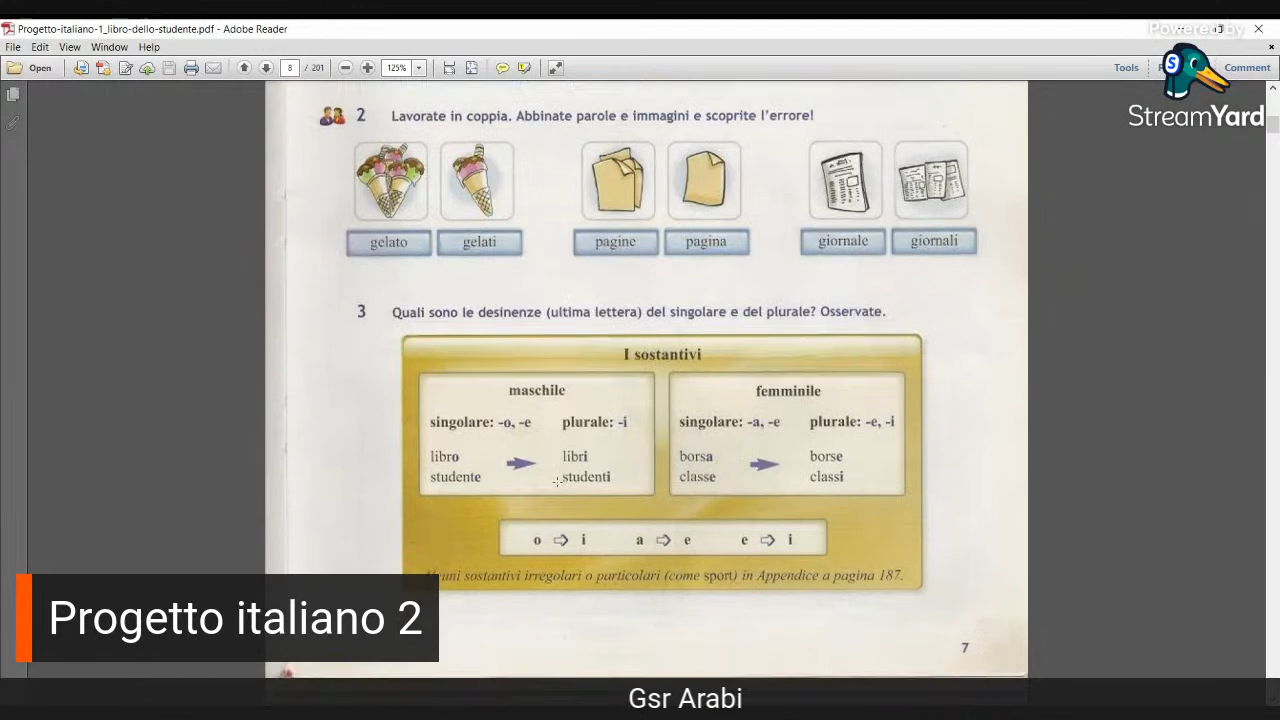 Progetto-italiano-1_libro-dello-studente.pdf - Adobe Reader
Powered by
File Edit View Window Help
Open 8 / 201 125% Tools Comment
StreamYard
2 Lavorate in coppia. Abbinate parole e immagini e scoprite l'errore!
gelato gelati pagine pagina giornale giornali
3 Quali sono le desinenze (ultima lettera) del singolare e del plurale? Osservate.
I sostantivi
maschile femminile
singolare: -o, -e plurale: -i singolare: -a, -e plurale: -e, -i
libro libri borsa borse
studente studenti classe classi
o ⇨ i a ⇨ e e ⇨ i
sostantivi irregolari o particolari (come sport) in Appendice a pagina 187.
Progetto italiano 2
7
Gsr Arabi